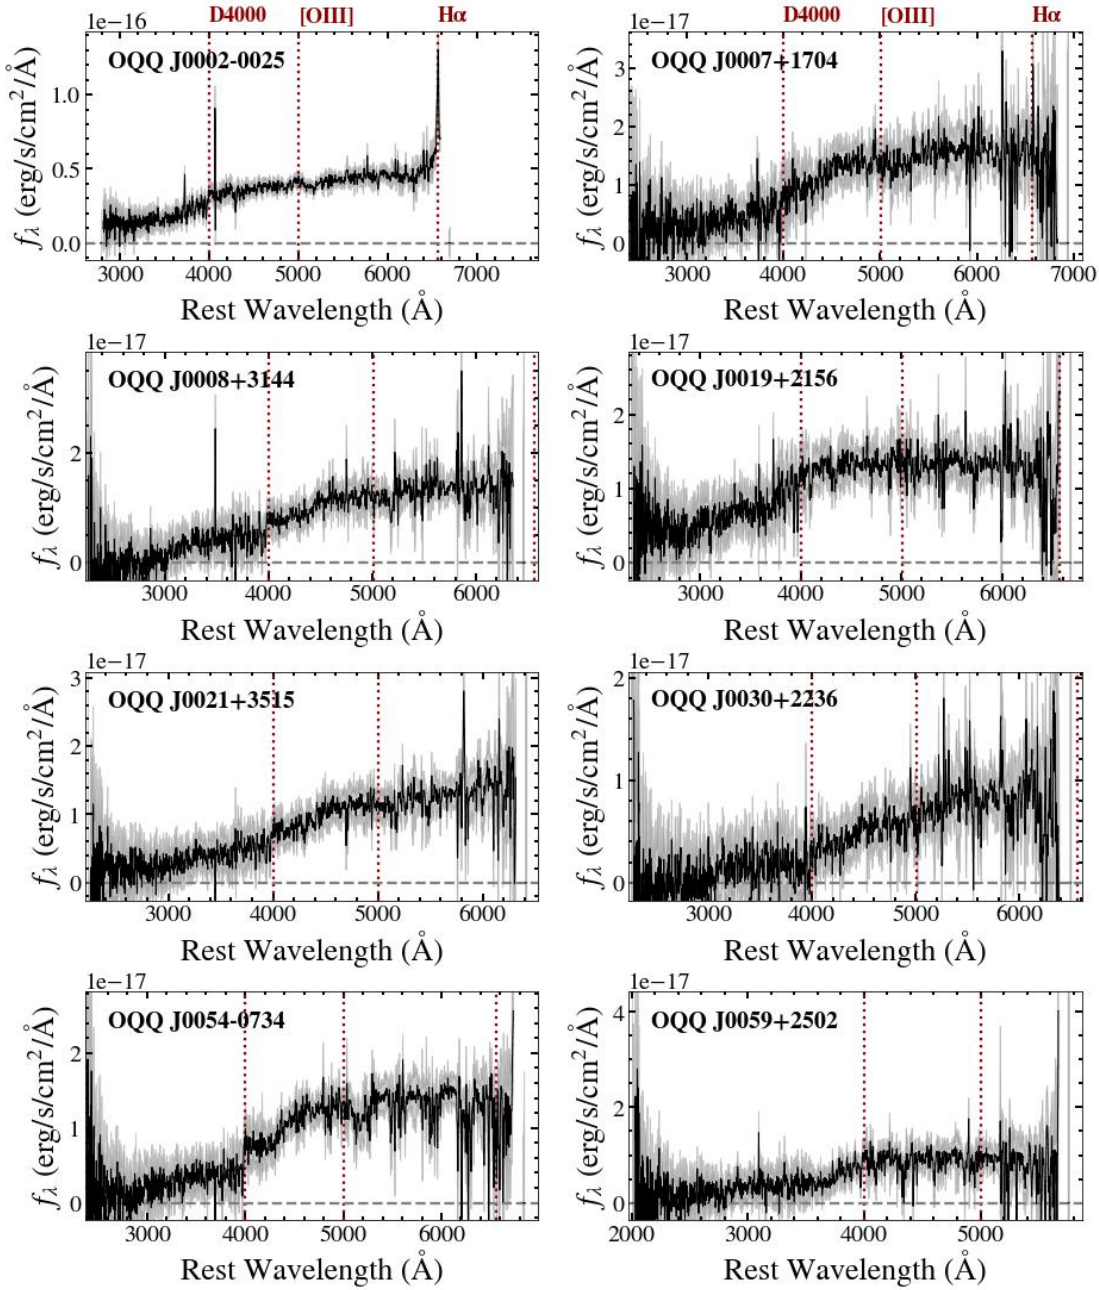 D4000 [OIII] Hα D4000 [OIII] Hα
1e−16 1e−17
OQQ J0002-0025 OQQ J0007+1704
fλ (erg/s/cm²/Å) fλ (erg/s/cm²/Å)
1.0 3
0.5 2
0.0 1
0
3000 4000 5000 6000 7000 3000 4000 5000 6000 7000
Rest Wavelength (Å) Rest Wavelength (Å)
1e−17 1e−17
OQQ J0008+3144 OQQ J0019+2156
fλ (erg/s/cm²/Å) fλ (erg/s/cm²/Å)
2 2
0 1
0
3000 4000 5000 6000 3000 4000 5000 6000
Rest Wavelength (Å) Rest Wavelength (Å)
1e−17 1e−17
OQQ J0021+3515 OQQ J0030+2236
fλ (erg/s/cm²/Å) fλ (erg/s/cm²/Å)
3 2
2 1
1 0
0
3000 4000 5000 6000 3000 4000 5000 6000
Rest Wavelength (Å) Rest Wavelength (Å)
1e−17 1e−17
OQQ J0054-0734 OQQ J0059+2502
fλ (erg/s/cm²/Å) fλ (erg/s/cm²/Å)
2 4
1 2
0 0
3000 4000 5000 6000 2000 3000 4000 5000
Rest Wavelength (Å) Rest Wavelength (Å)